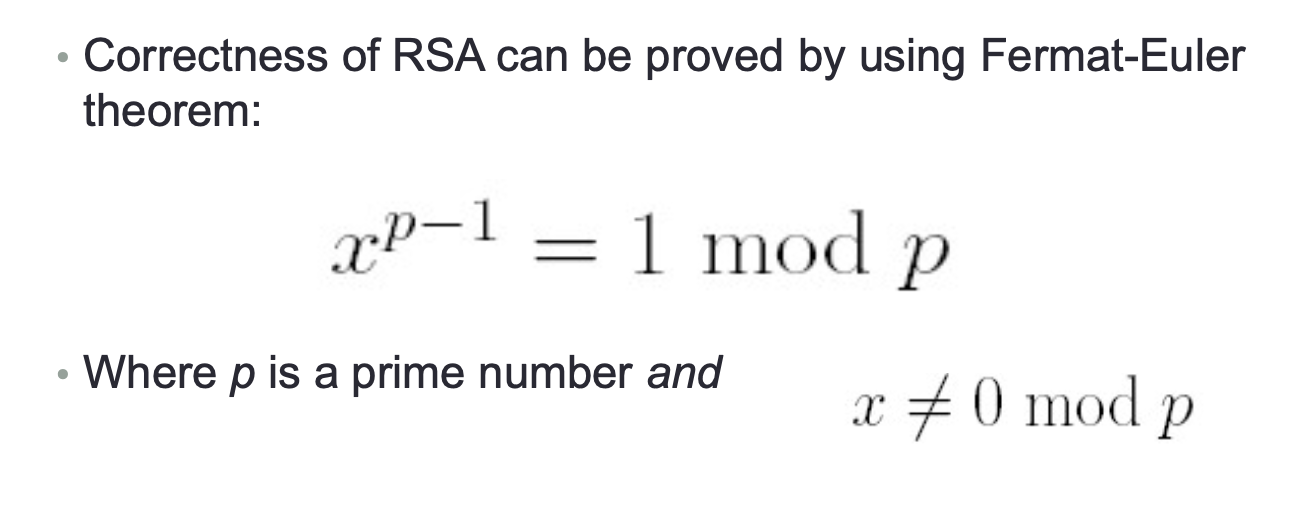 • Correctness of RSA can be proved by using Fermat-Euler
theorem:
x^{p-1} = 1 mod p
• Where p is a prime number and
x ≠ 0 mod p